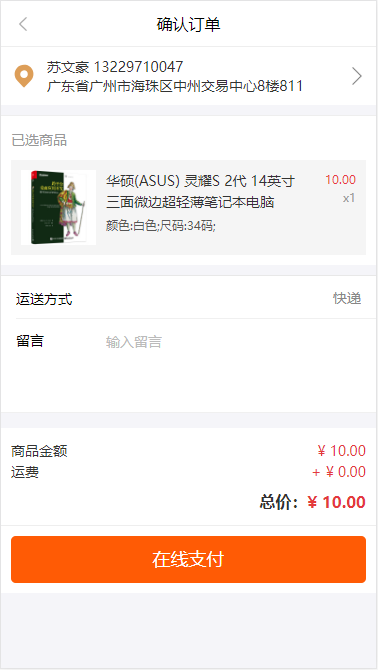 确认订单
苏文豪 13229710047
广东省广州市海珠区中州交易中心8楼811
已选商品
华硕(ASUS) 灵耀S 2代 14英寸 10.00
三面微边超轻薄笔记本电脑 x1
颜色:白色;尺码:34码;
运送方式 快递
留言 输入留言
商品金额 ¥ 10.00
运费 + ¥ 0.00
总价: ¥ 10.00
在线支付